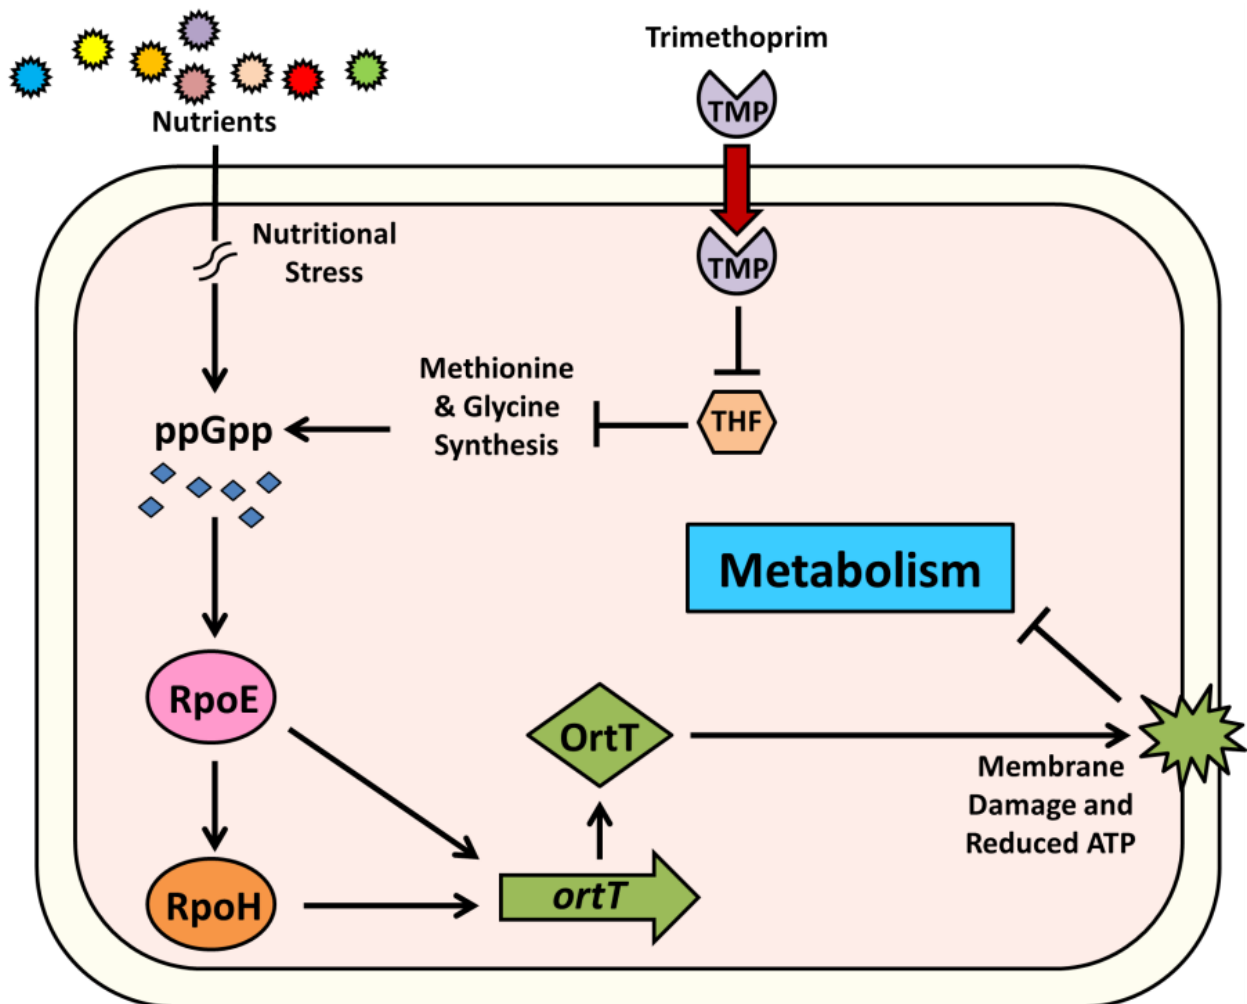 Trimethoprim
TMP
Nutrients
Nutritional
Stress
TMP
Methionine
& Glycine
Synthesis
THF
ppGpp
Metabolism
RpoE
OrtT
Membrane
Damage and
Reduced ATP
RpoH
ortT